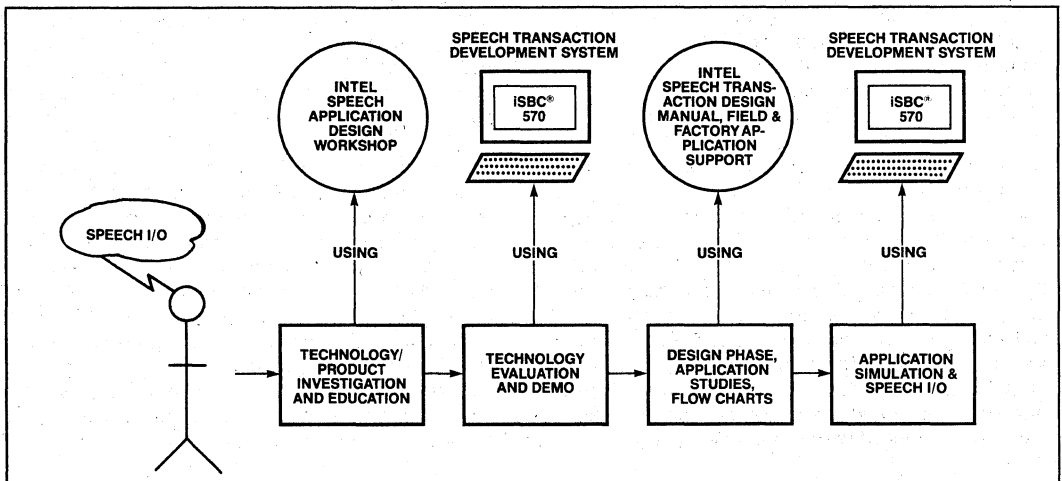 INTEL
SPEECH
APPLICATION
DESIGN
WORKSHOP
SPEECH TRANSACTION
DEVELOPMENT SYSTEM
iSBC®
570
INTEL
SPEECH TRANS-
ACTION DESIGN
MANUAL, FIELD &
FACTORY AP-
PLICATION
SUPPORT
SPEECH TRANSACTION
DEVELOPMENT SYSTEM
iSBC®
570
SPEECH I/O
USING
USING
USING
USING
TECHNOLOGY/
PRODUCT
INVESTIGATION
AND EDUCATION
TECHNOLOGY
EVALUATION
AND DEMO
DESIGN PHASE,
APPLICATION
STUDIES,
FLOW CHARTS
APPLICATION
SIMULATION &
SPEECH I/O